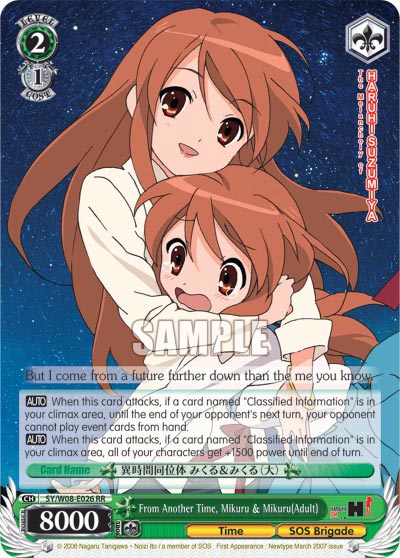 LEVEL
2
1
COST
The Melancholy of
HARUHI SUZUMIYA
SAMPLE
But I come from a future further down than the me you know.
AUTO When this card attacks, if a card named "Classified Information" is in
your climax area, until the end of your opponent's next turn, your opponent
cannot play event cards from hand.
AUTO When this card attacks, if a card named "Classified Information" is in
your climax area, all of your characters get +1500 until end of turn.
Card Name 異時間同位体 みくる&みくる(大)
CH SY/W08-E026 RR
From Another Time, Mikuru & Mikuru(Adult)
POWER 8000
Time
SOS Brigade
© 2006 Nagaru Tanigawa • Noizi Ito / a member of SOS First Appearance : Newtype March 2007 issue